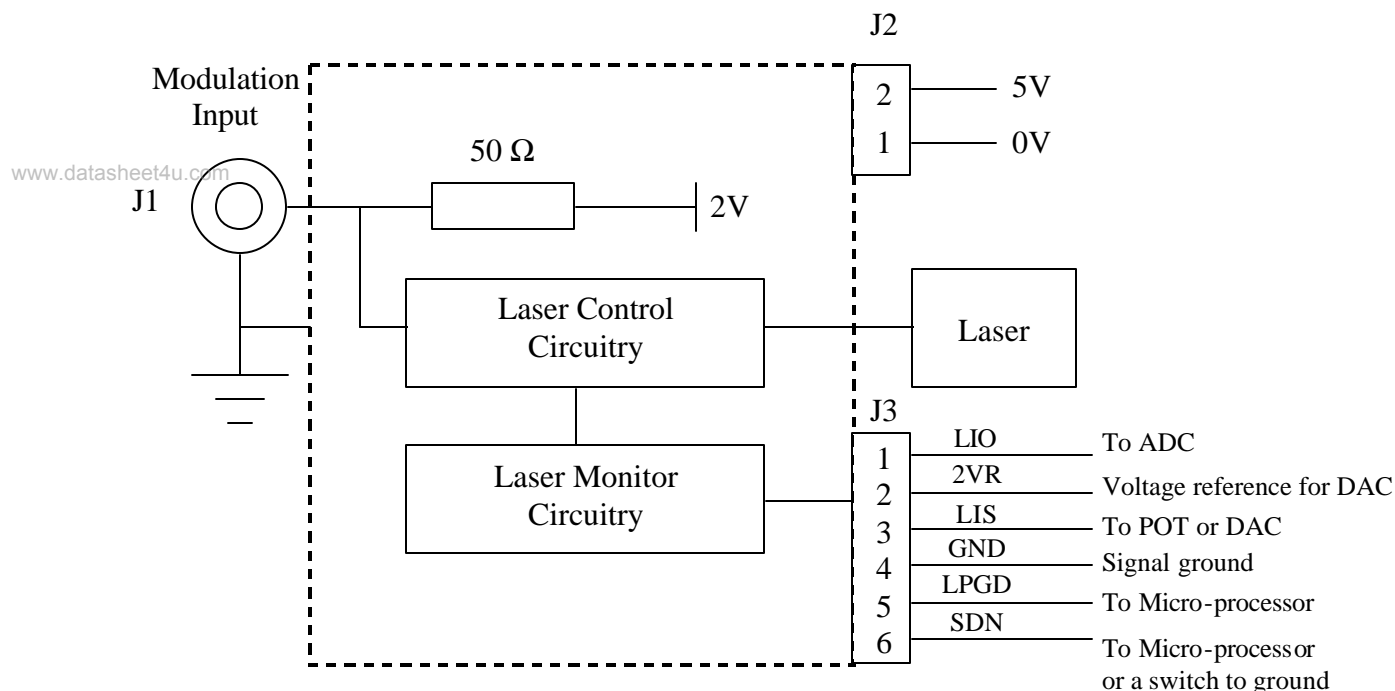 J2
Modulation
Input
2
5V
1
0V
www.datasheet4u.com
J1
50 Ω
2V
Laser Control
Circuitry
Laser
J3
Laser Monitor
Circuitry
1
LIO
To ADC
2
2VR
Voltage reference for DAC
3
LIS
To POT or DAC
4
GND
Signal ground
5
LPGD
To Micro-processor
6
SDN
To Micro-processor
or a switch to ground